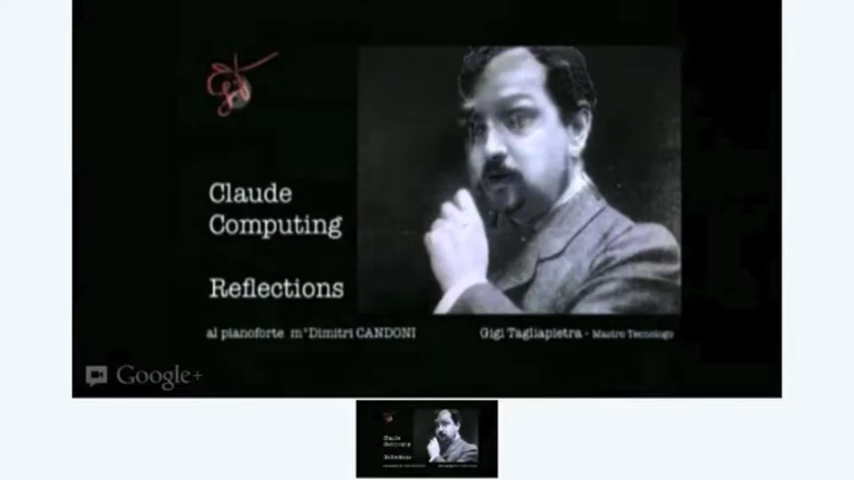 Claude
Computing
Reflections
al pianoforte m°Dimitri CANDONI
Gigi Tagliapietra - Mastro Tecnologo
Google+